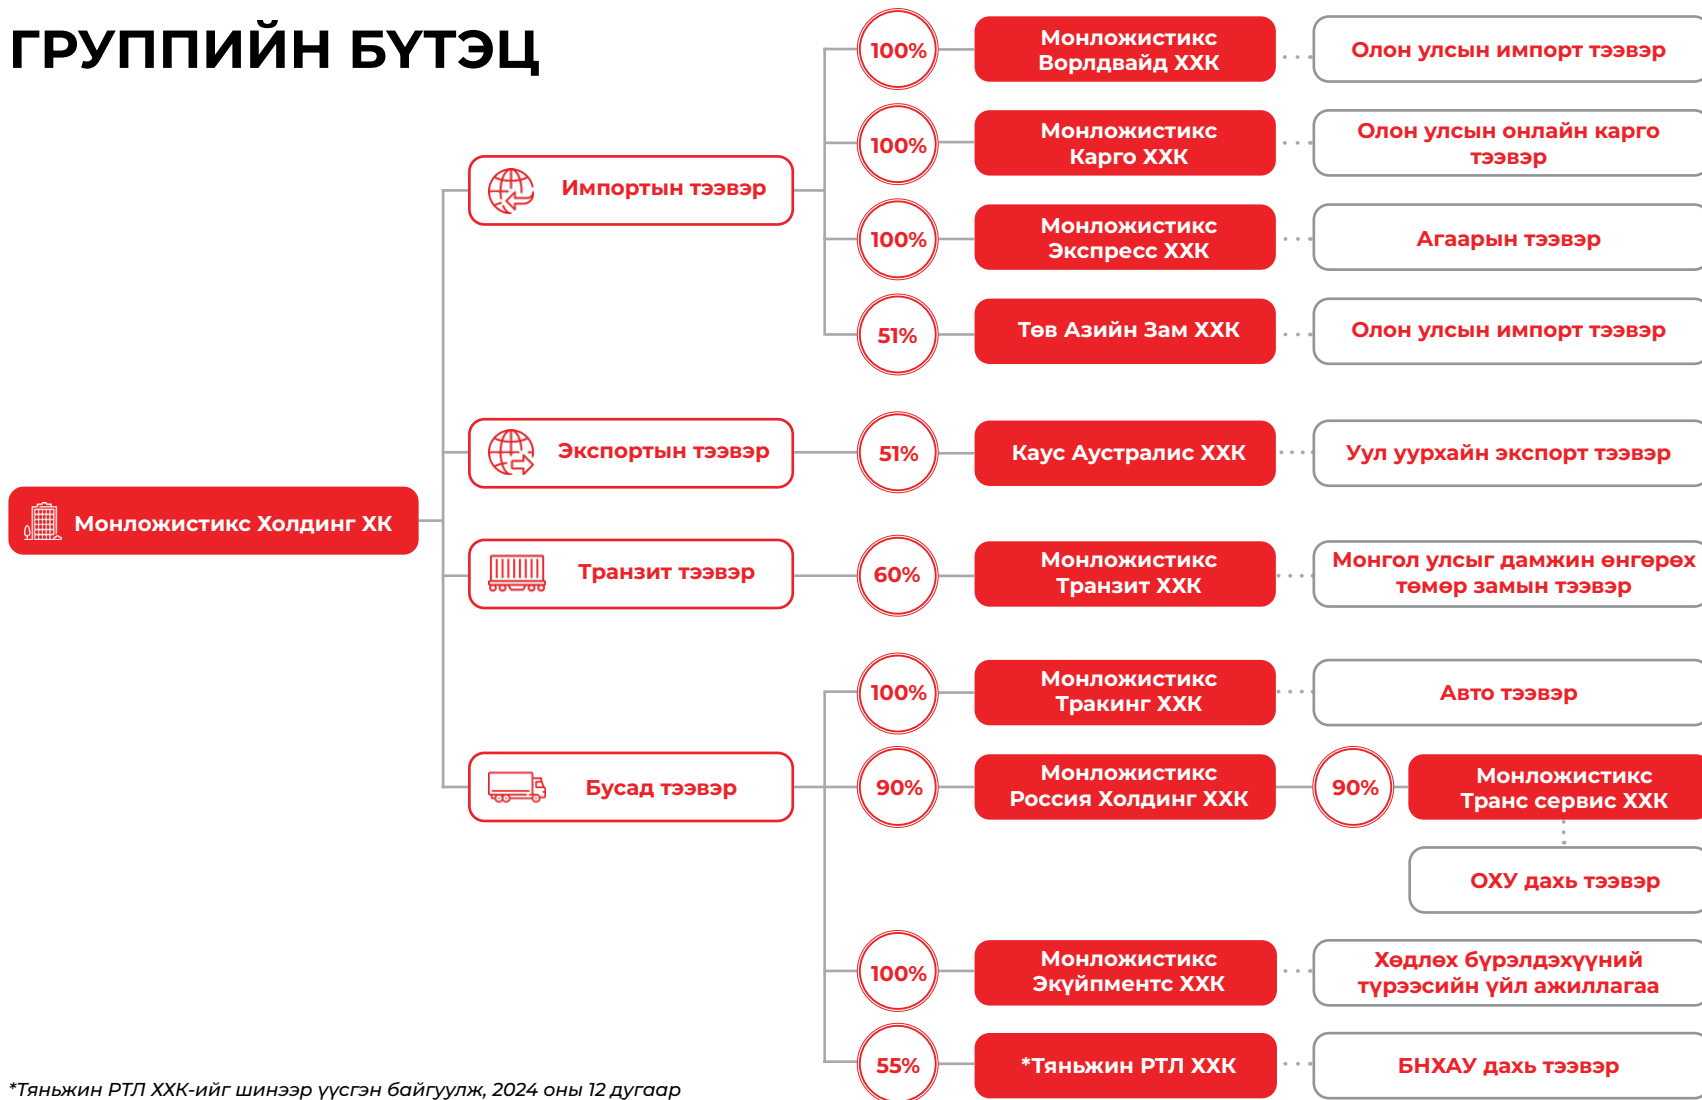 ГРУППИЙН БҮТЭЦ
100%
Монложистикс
Ворлдвайд ХХК
Олон улсын импорт тээвэр
100%
Монложистикс
Карго ХХК
Олон улсын онлайн карго
тээвэр
Импортын тээвэр
100%
Монложистикс
Экспресс ХХК
Агаарын тээвэр
51%
Төв Азийн Зам ХХК
Олон улсын импорт тээвэр
Экспортын тээвэр
51%
Каус Аустралис ХХК
Уул уурхайн экспорт тээвэр
Монложистикс Холдинг ХК
Транзит тээвэр
60%
Монложистикс
Транзит ХХК
Монгол улсыг дамжин өнгөрөх
төмөр замын тээвэр
100%
Монложистикс
Тракинг ХХК
Авто тээвэр
Бусад тээвэр
90%
Монложистикс
Россия Холдинг ХХК
90%
Монложистикс
Транс сервис ХХК
ОХУ дахь тээвэр
100%
Монложистикс
Экүйпментс ХХК
Хөдлөх бүрэлдэхүүний
түрээсийн үйл ажиллагаа
55%
*Тяньжин РТЛ ХХК
БНХАУ дахь тээвэр
*Тяньжин РТЛ ХХК-ийг шинээр үүсгэн байгуулж, 2024 оны 12 дугаар